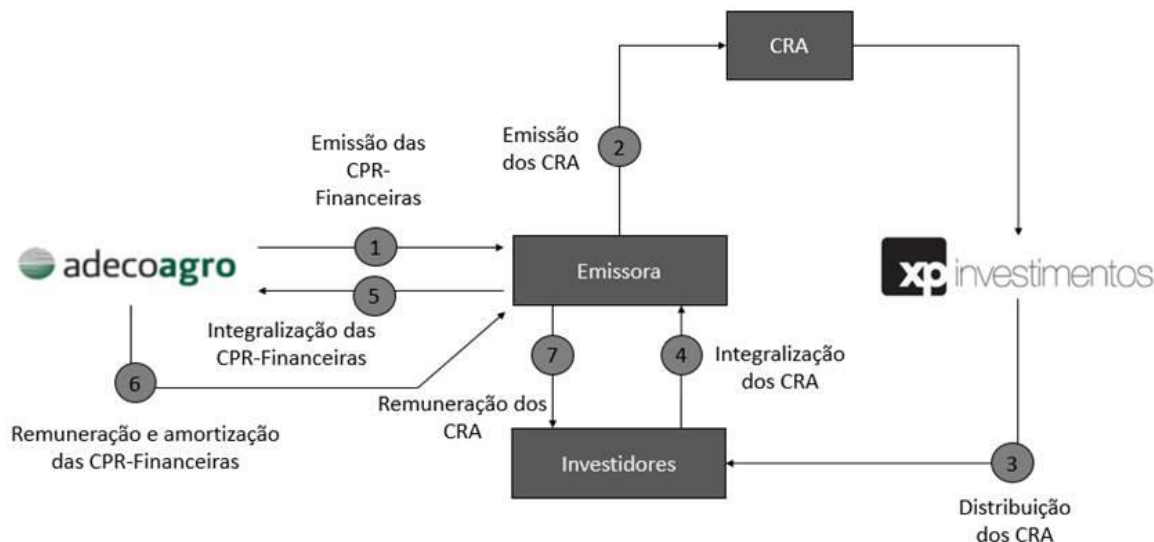 CRA
Emissão
dos CRA
2
Emissão das
CPR-
Financeiras
1
adecoagro
Emissora
xp investimentos
5
Integralização das
CPR-Financeiras
7
4
Integralização
dos CRA
6
Remuneração dos
CRA
Remuneração e amortização
das CPR-Financeiras
Investidores
3
Distribuição
dos CRA